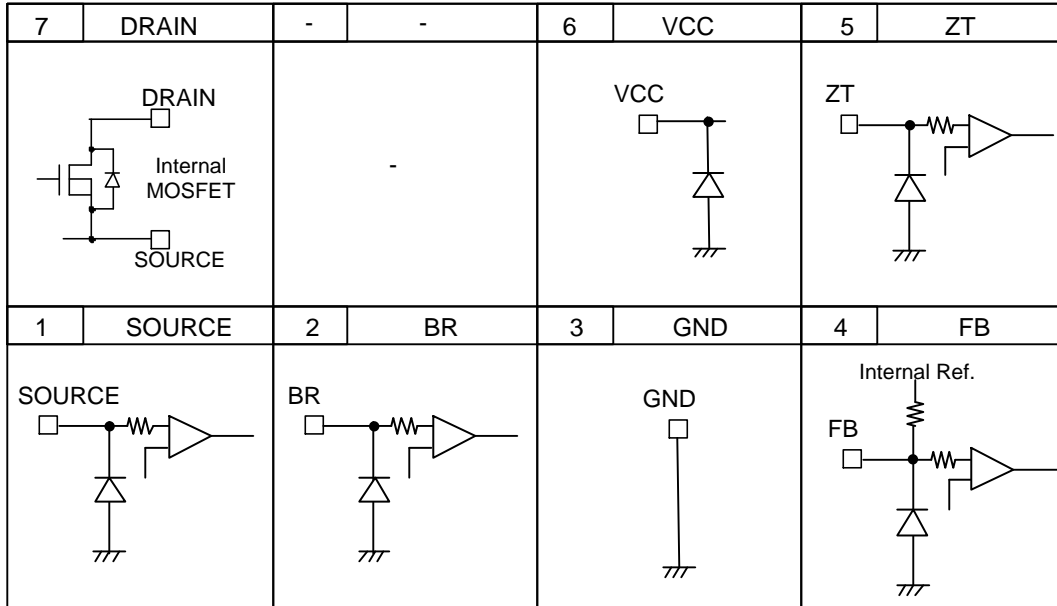 7 DRAIN - - 6 VCC 5 ZT
DRAIN
Internal
MOSFET
SOURCE
-
VCC
ZT
1 SOURCE 2 BR 3 GND 4 FB
SOURCE
BR
GND
Internal Ref.
FB